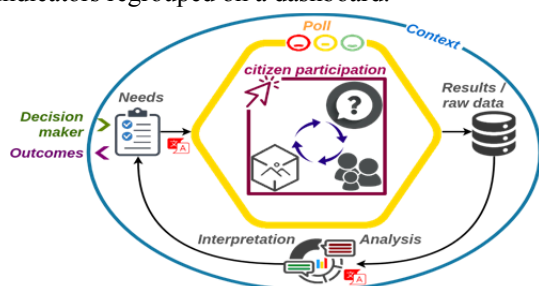 indicators regrouped on a dashboard.
Poll
Context
citizen participation
Needs
Results /
raw data
Decision
maker
Outcomes
?
A
Interpretation
Analysis
A